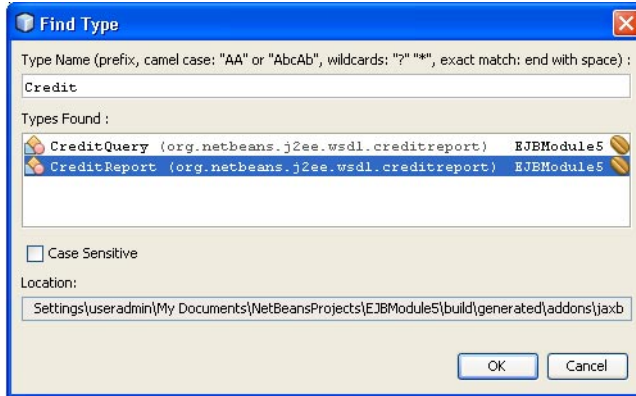 Find Type
Type Name (prefix, camel case: "AA" or "AbcAb", wildcards: "?" "*", exact match: end with space) :
Credit
Types Found :
CreditQuery (org.netbeans.j2ee.wsdl.creditreport) EJBModule5
CreditReport (org.netbeans.j2ee.wsdl.creditreport) EJBModule5
Case Sensitive
Location:
Settings\useradmin\My Documents\NetBeansProjects\EJBModule5\build\generated\addons\jaxb
OK Cancel